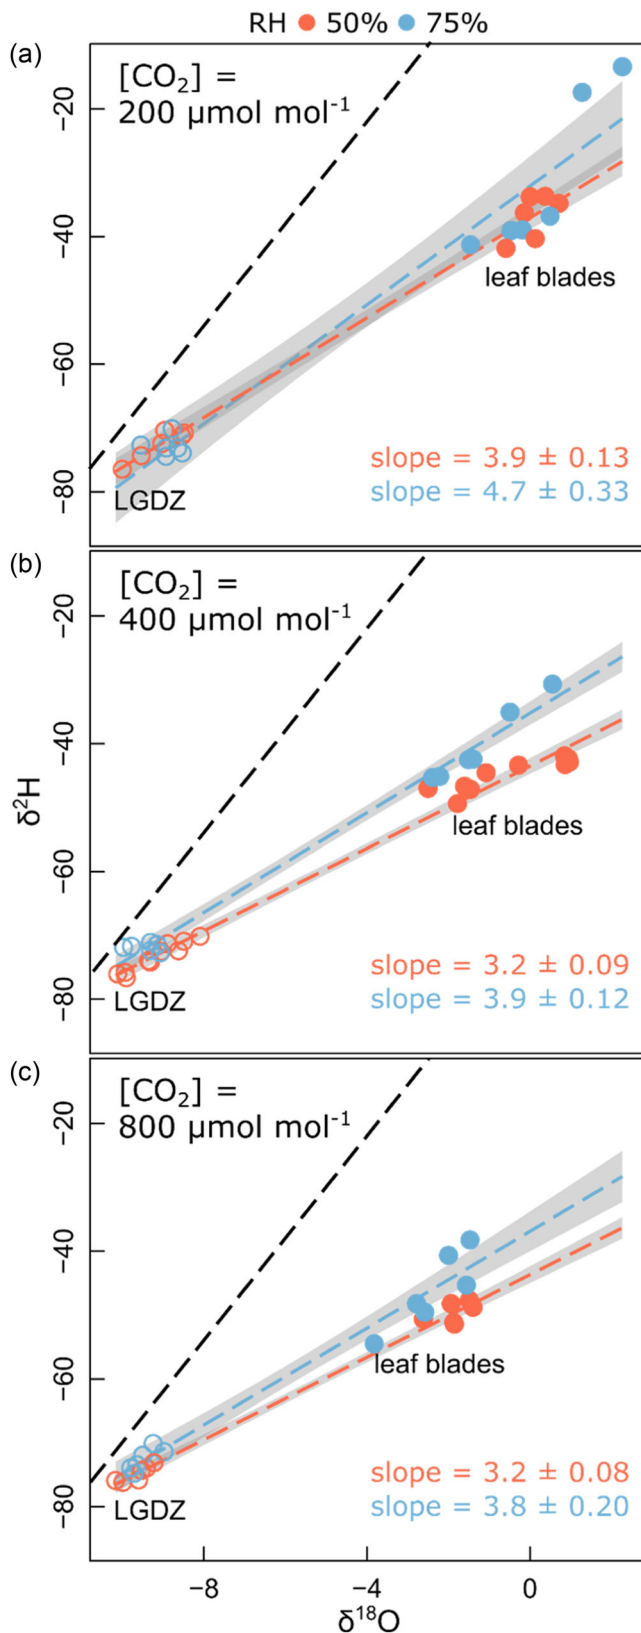 RH 50% 75%
(a)
[CO₂] =
200 μmol mol⁻¹
-20
-40
-60
-80
leaf blades
LGDZ
slope = 3.9 ± 0.13
slope = 4.7 ± 0.33
(b)
[CO₂] =
400 μmol mol⁻¹
-20
-40
-60
-80
δ²H
leaf blades
LGDZ
slope = 3.2 ± 0.09
slope = 3.9 ± 0.12
(c)
[CO₂] =
800 μmol mol⁻¹
-20
-40
-60
-80
leaf blades
LGDZ
slope = 3.2 ± 0.08
slope = 3.8 ± 0.20
-8 -4 0
δ¹⁸O